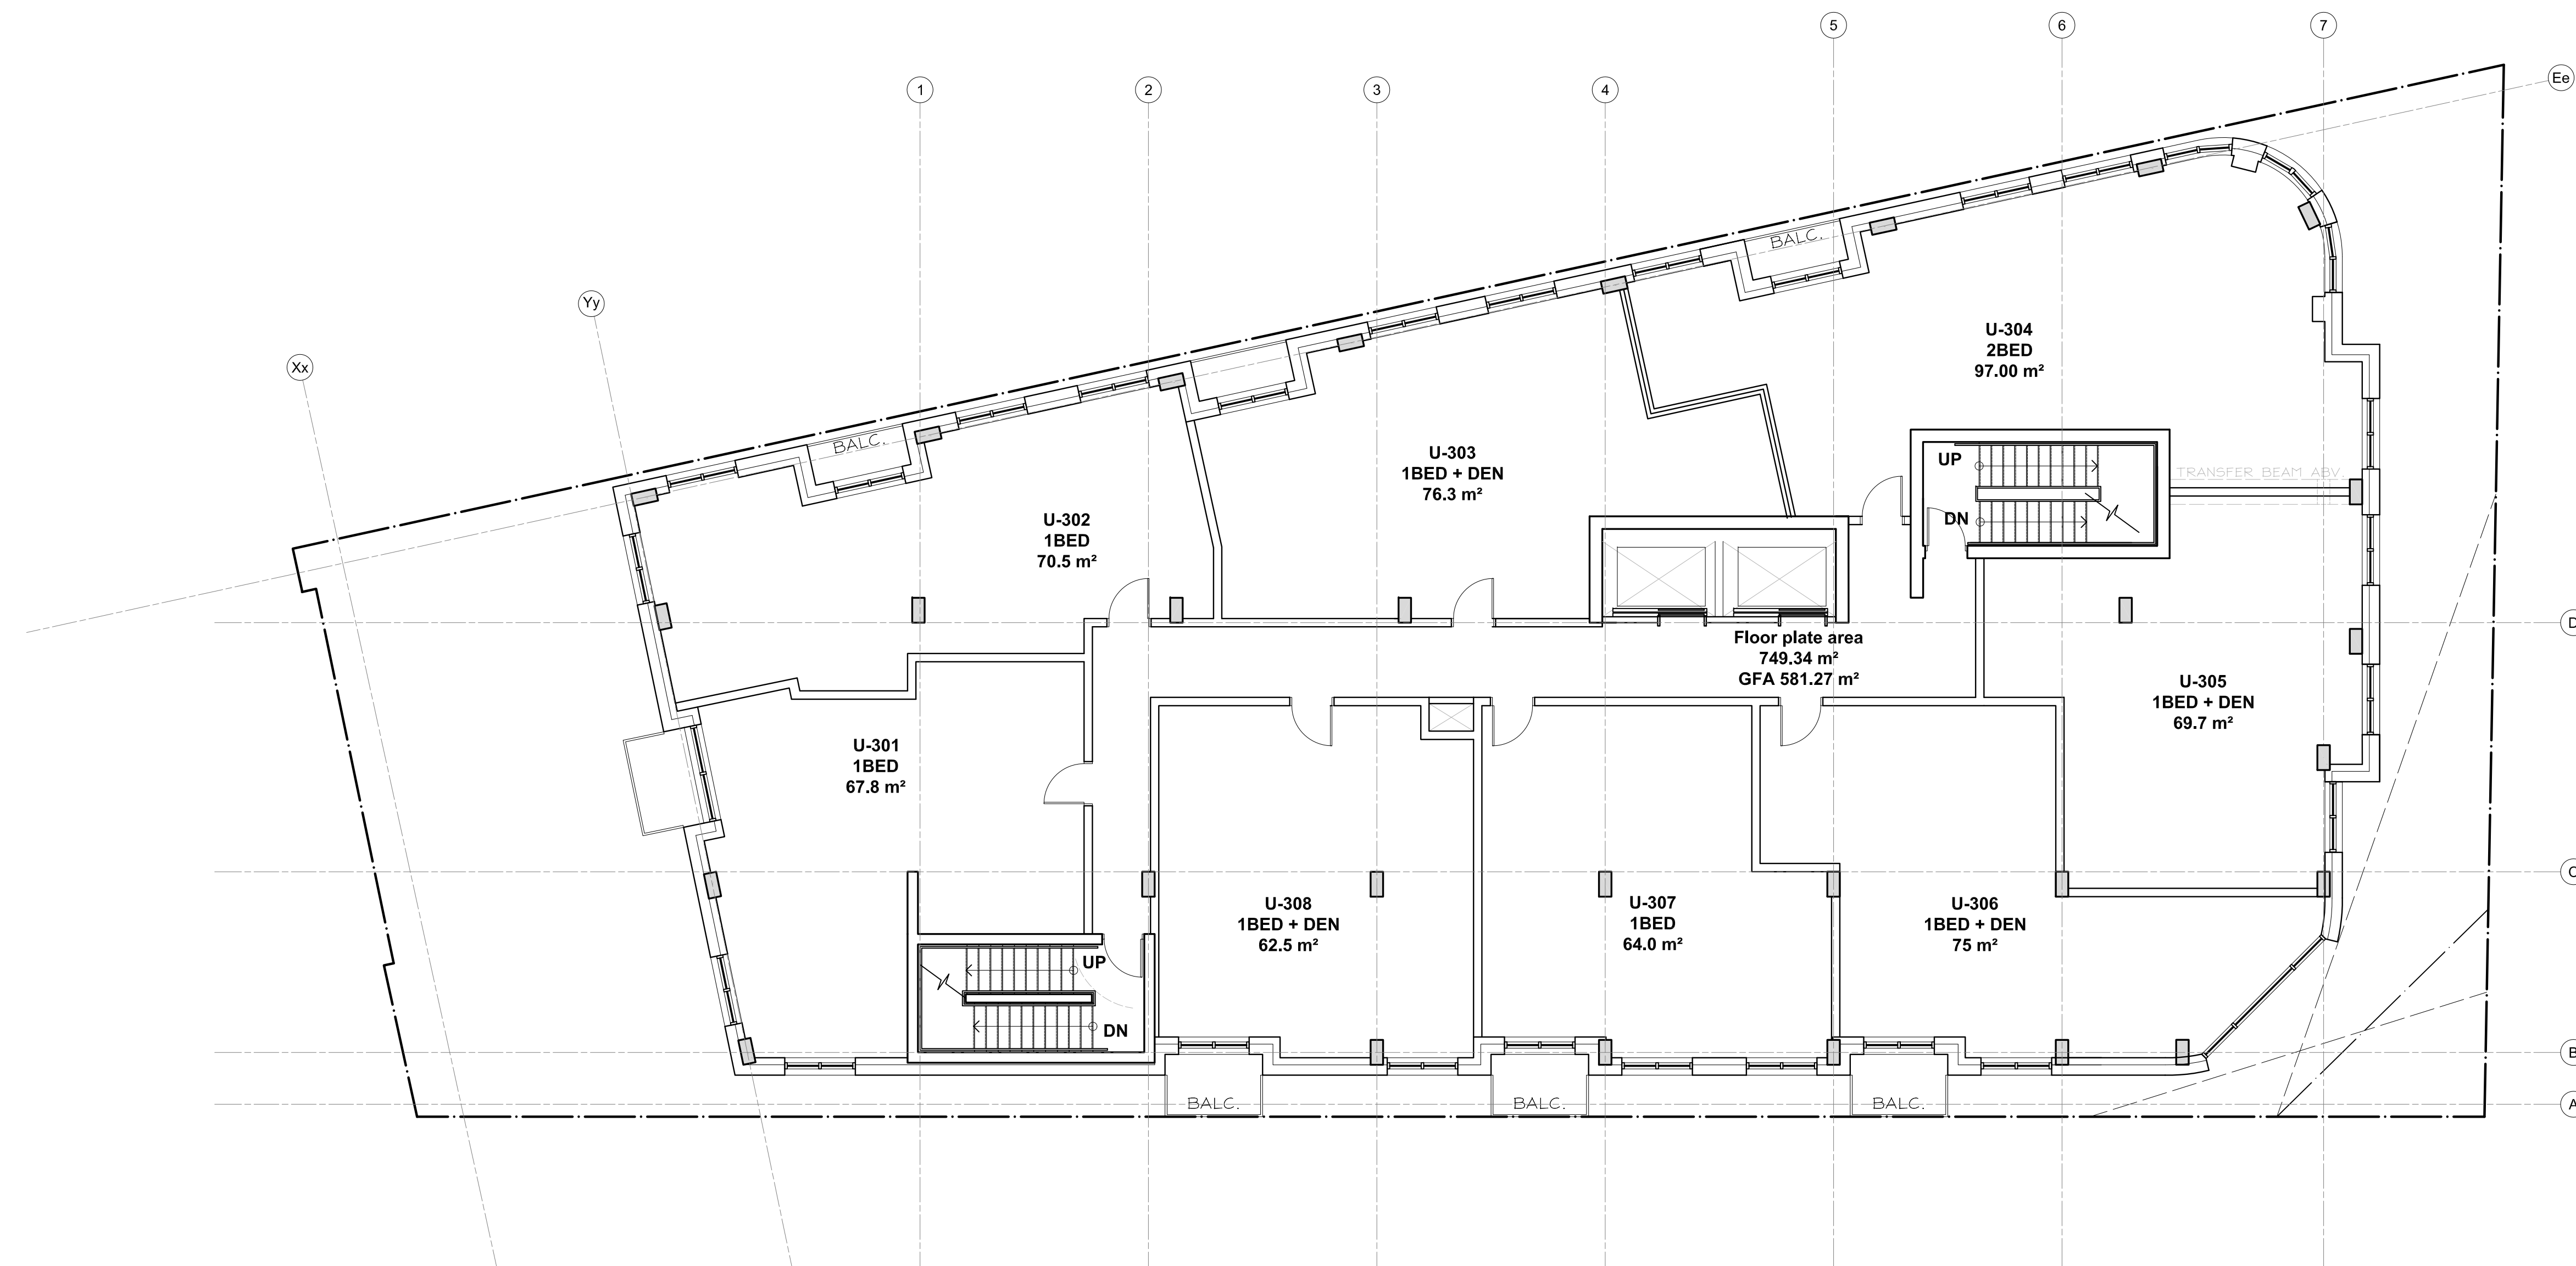 5
6
7
Ee
1
2
3
4
BALC.
Yy
U-304
2BED
97.00 m²
Xx
BALC.
U-303
1BED + DEN
76.3 m²
UP
TRANSFER BEAM ABV
DN
U-302
1BED
70.5 m²
D
Floor plate area
749.34 m²
GFA 581.27 m²
U-305
1BED + DEN
69.7 m²
U-301
1BED
67.8 m²
C
U-308
1BED + DEN
62.5 m²
U-307
1BED
64.0 m²
U-306
1BED + DEN
75 m²
UP
DN
B
BALC.
BALC.
BALC.
A